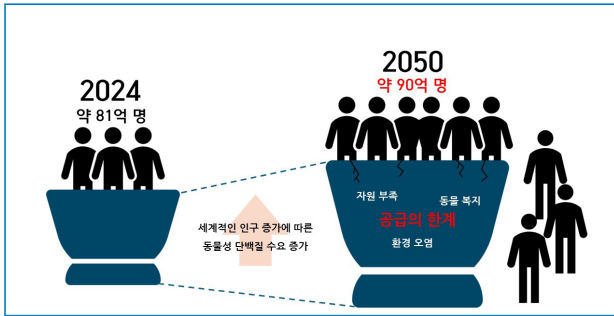 2024
약 81억 명
2050
약 90억 명
세계적인 인구 증가에 따른
동물성 단백질 수요 증가
자원 부족
동물 복지
공급의 한계
환경 오염